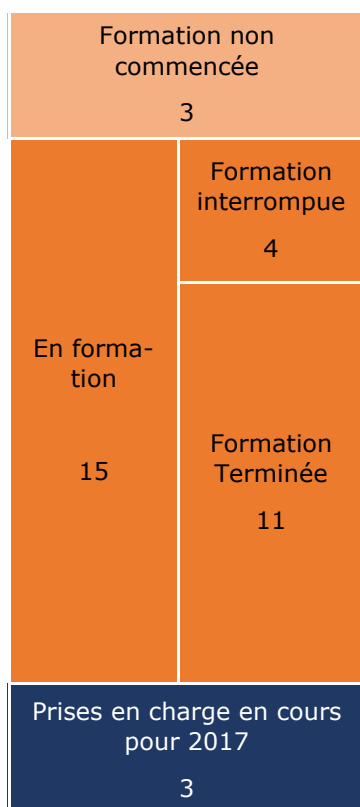 Formation non
commencée
3
Formation
interrompue
4
En forma-
tion
15
Formation
Terminée
11
Prises en charge en cours
pour 2017
3